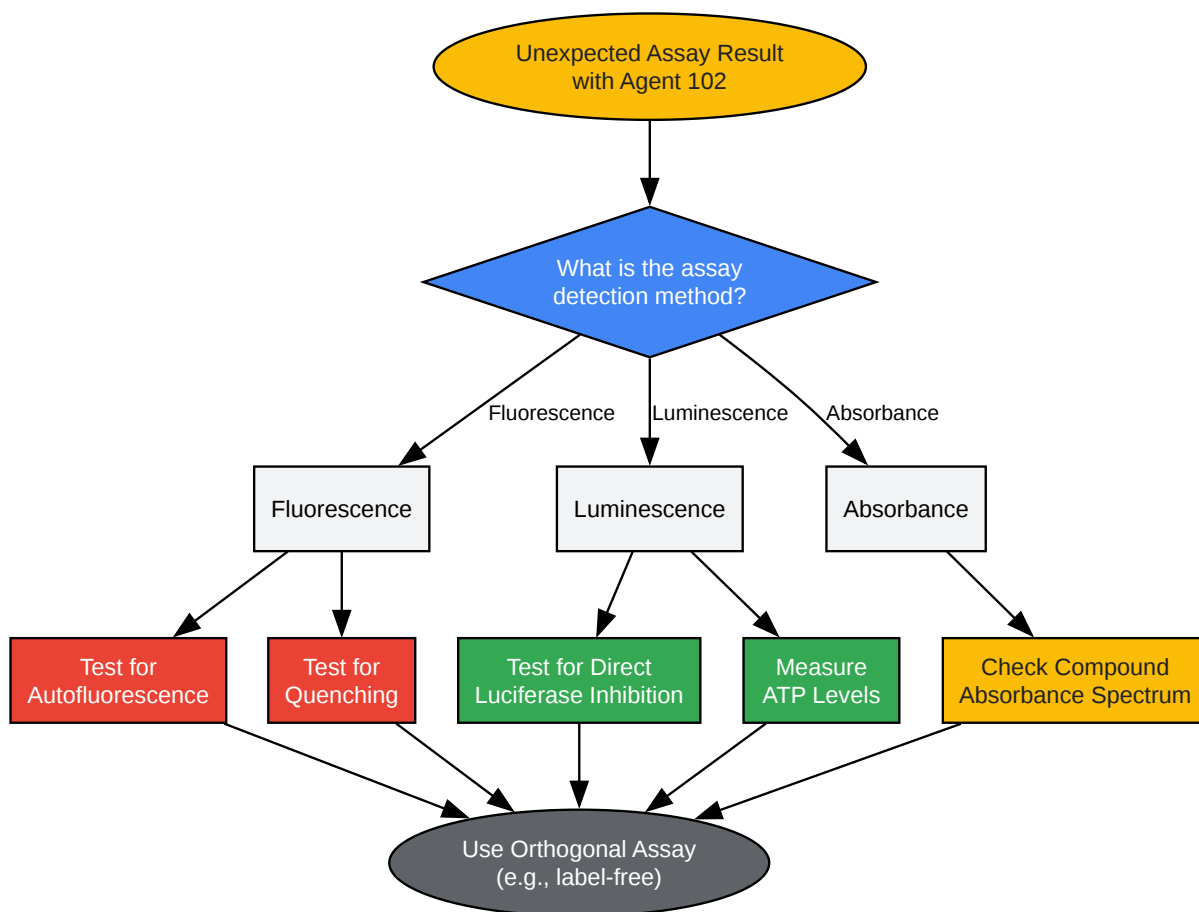 Unexpected Assay Result
with Agent 102
What is the assay
detection method?
Fluorescence
Luminescence
Absorbance
Fluorescence
Luminescence
Absorbance
Test for
Autofluorescence
Test for
Quenching
Test for Direct
Luciferase Inhibition
Measure
ATP Levels
Check Compound
Absorbance Spectrum
Use Orthogonal Assay
(e.g., label-free)